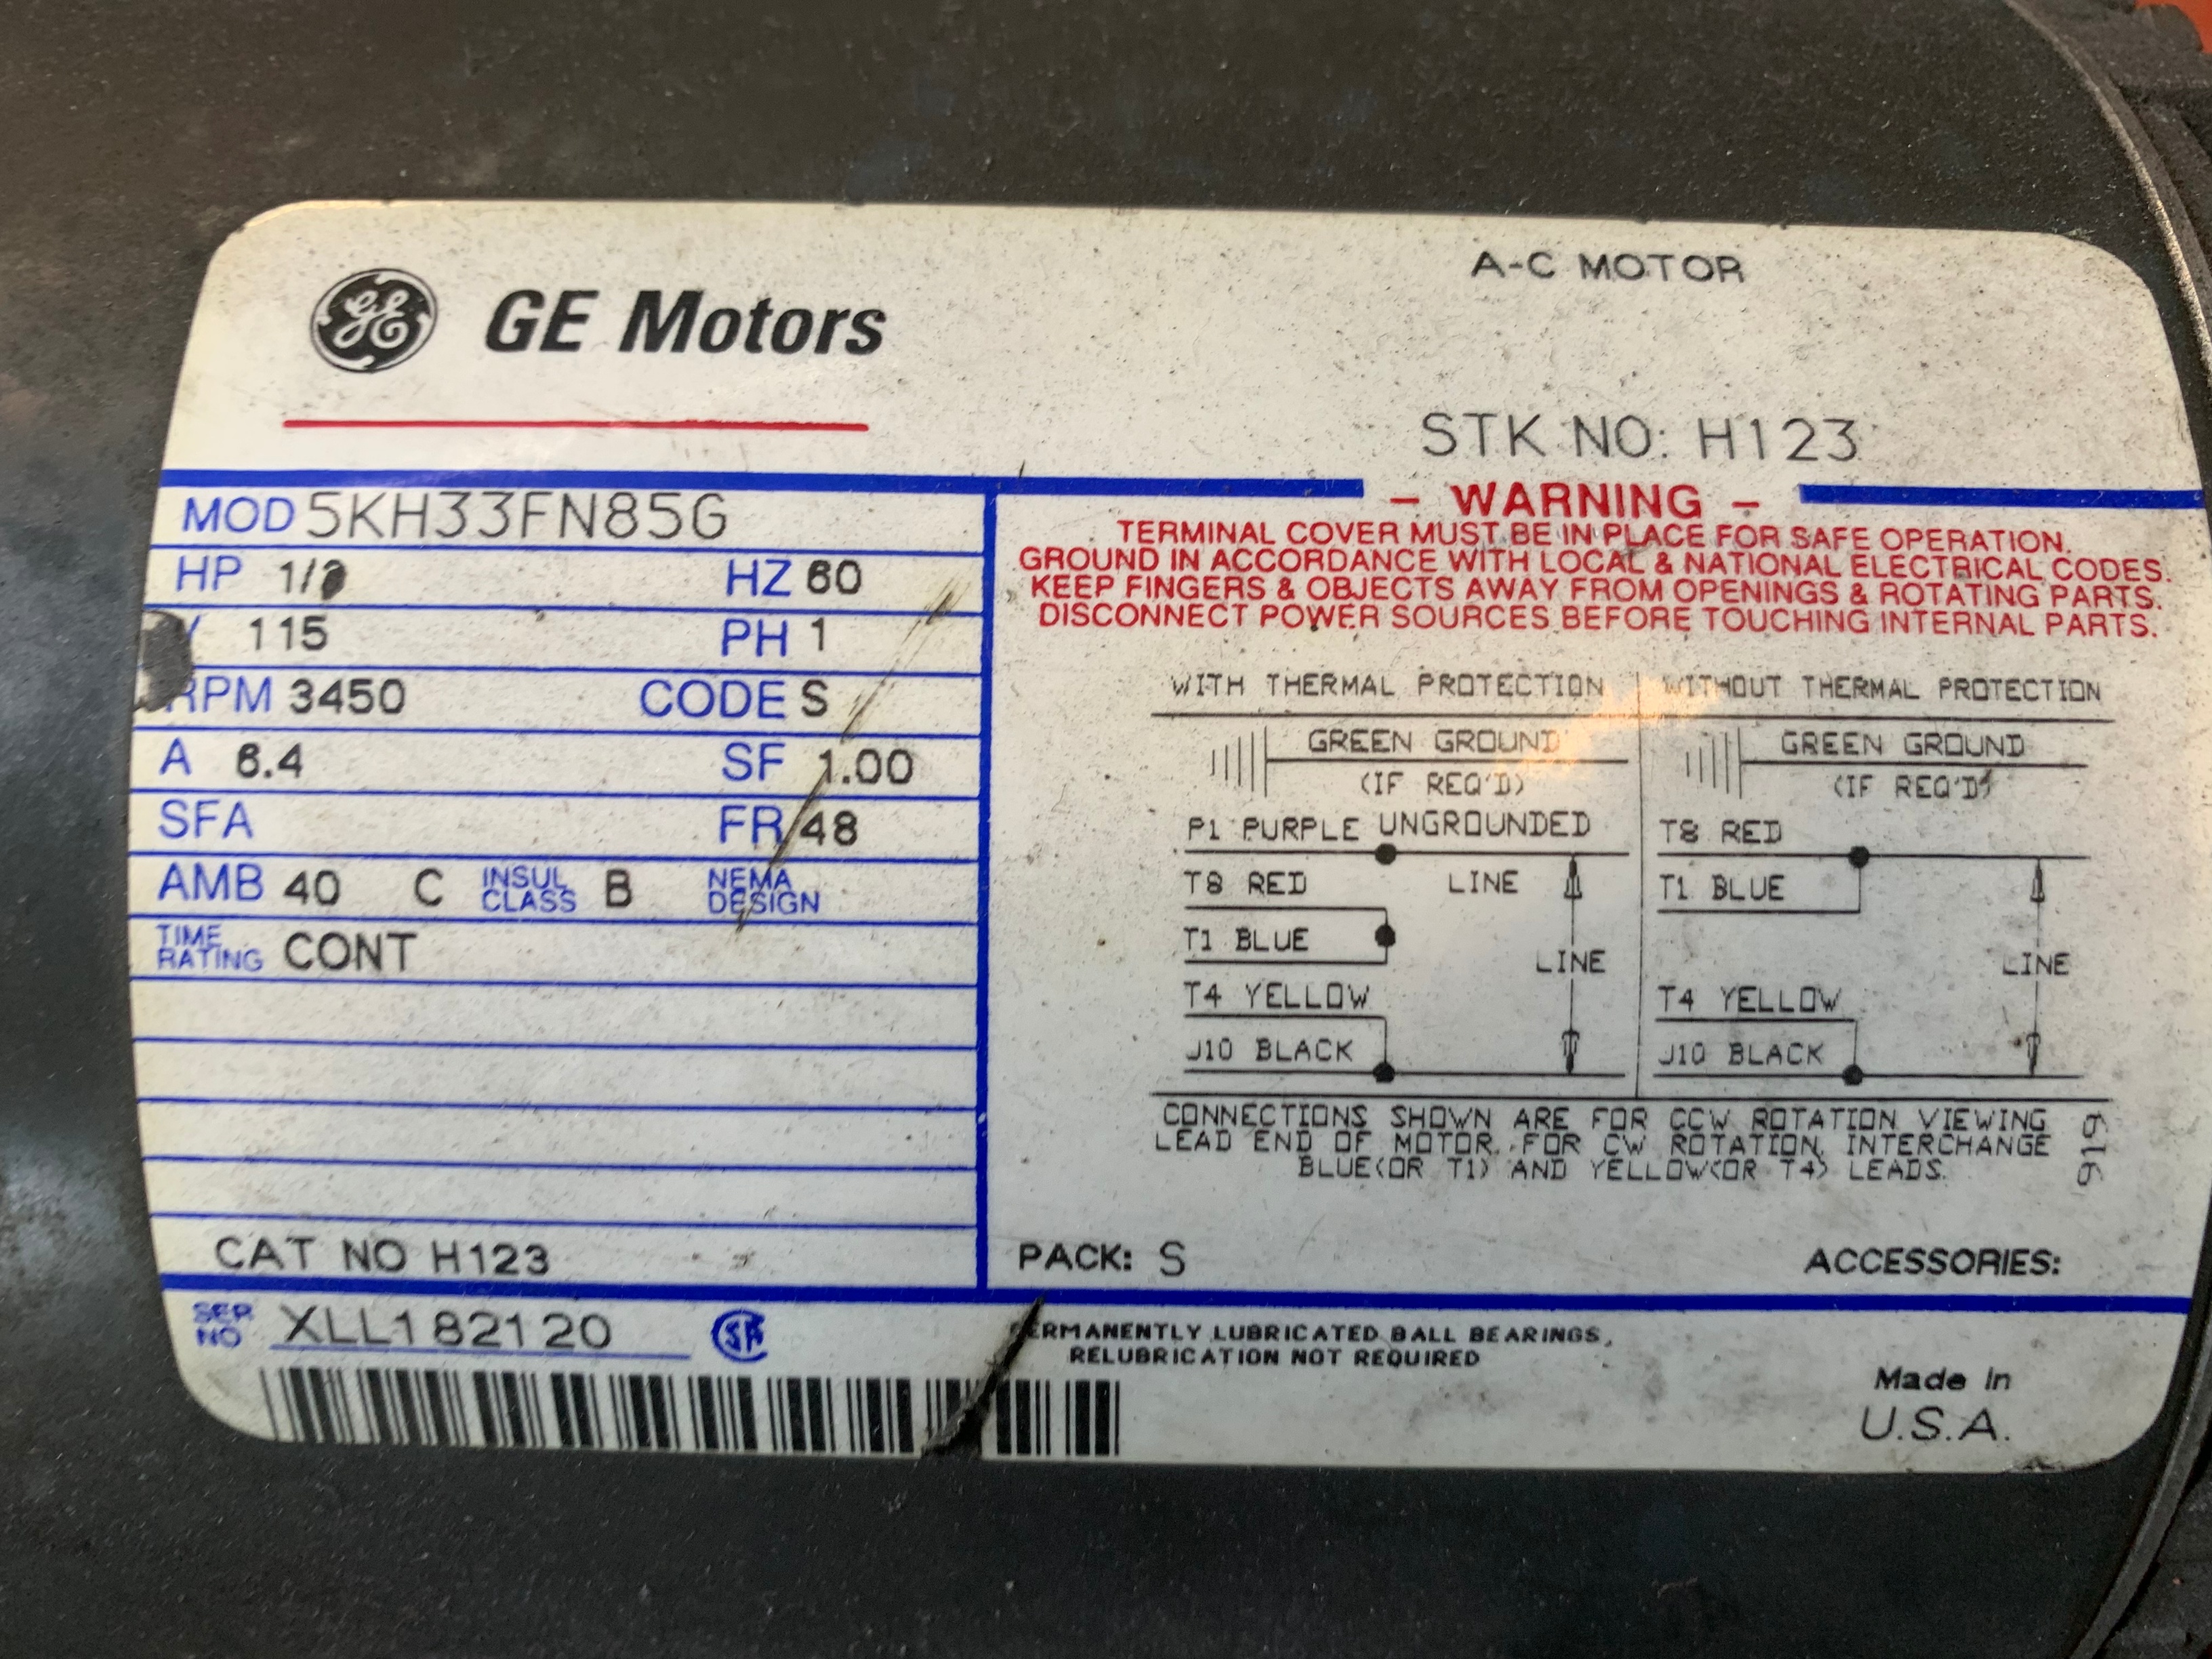 GE GE Motors
A-C MOTOR
STK NO: H123
MOD 5KH33FN85G
HP 1/ HZ 60
115 PH 1
RPM 3450 CODE S
A 6.4 SF 1.00
SFA FR 48
AMB 40 C INSUL CLASS B NEMA DESIGN
TIME RATING CONT
CAT NO H123
- WARNING -
TERMINAL COVER MUST BE IN PLACE FOR SAFE OPERATION.
GROUND IN ACCORDANCE WITH LOCAL & NATIONAL ELECTRICAL CODES.
KEEP FINGERS & OBJECTS AWAY FROM OPENINGS & ROTATING PARTS.
DISCONNECT POWER SOURCES BEFORE TOUCHING INTERNAL PARTS.
WITH THERMAL PROTECTION
GREEN GROUND
(IF REQ'D)
P1 PURPLE UNGROUNDED
T8 RED LINE
T1 BLUE
LINE
T4 YELLOW
J10 BLACK
WITHOUT THERMAL PROTECTION
GREEN GROUND
(IF REQ'D)
T8 RED
T1 BLUE
LINE
T4 YELLOW
J10 BLACK
CONNECTIONS SHOWN ARE FOR CCW ROTATION VIEWING
LEAD END OF MOTOR. FOR CW ROTATION, INTERCHANGE
BLUE(OR T1) AND YELLOW(OR T4) LEADS.
919
PACK: S ACCESSORIES:
SER NO XLL182120 SA
PERMANENTLY LUBRICATED BALL BEARINGS,
RELUBRICATION NOT REQUIRED
Made In
U.S.A.